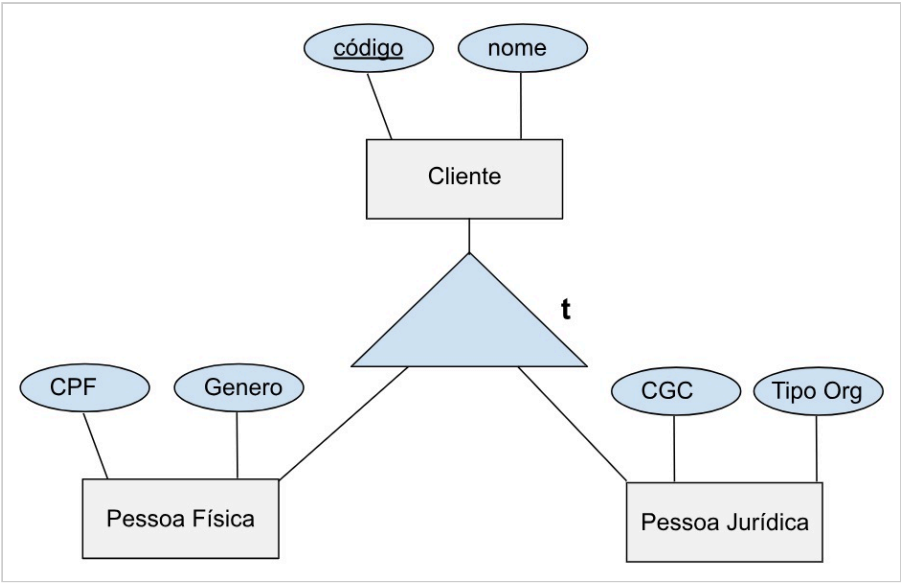 código
nome
Cliente
t
CPF
Genero
CGC
Tipo Org
Pessoa Física
Pessoa Jurídica